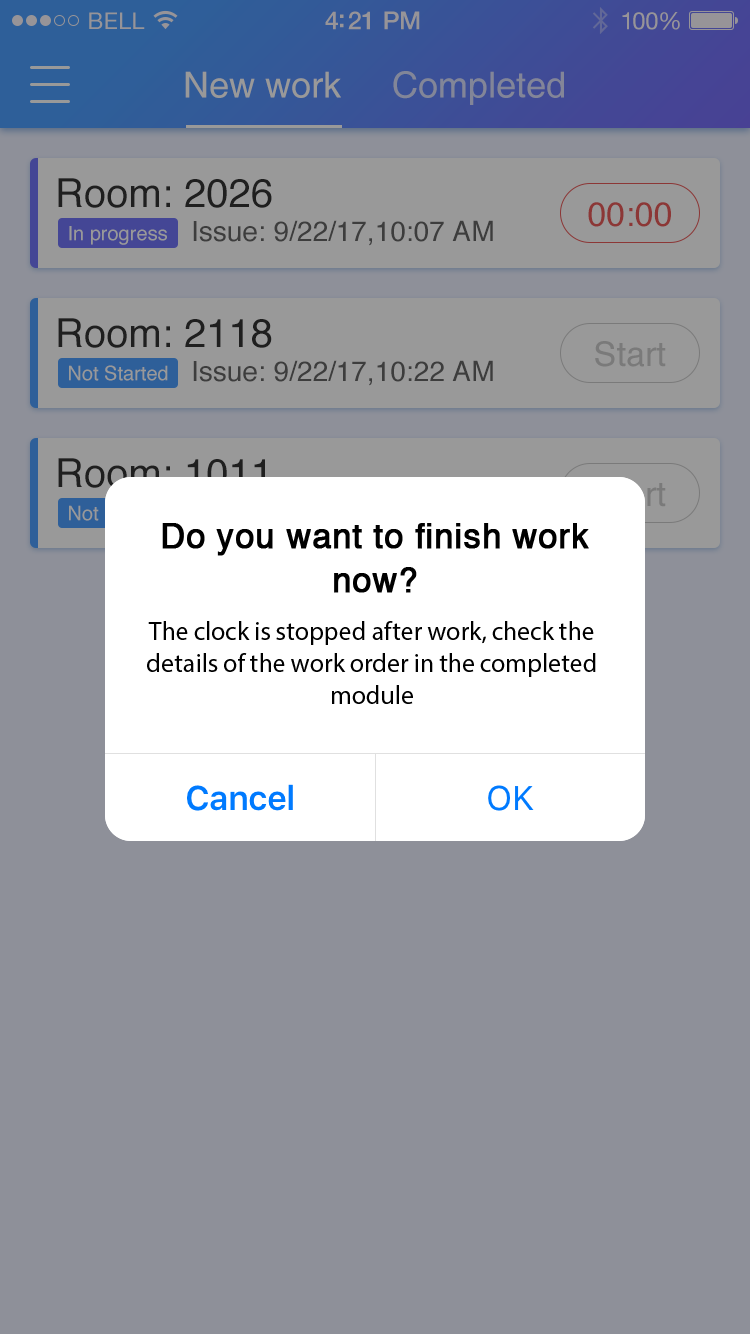 BELL 4:21 PM 100%
New work Completed
Room: 2026
00:00
In progress Issue: 9/22/17,10:07 AM
Room: 2118
Start
Not Started Issue: 9/22/17,10:22 AM
Room: 1011
Not
Do you want to finish work
now?
The clock is stopped after work, check the
details of the work order in the completed
module
Cancel OK